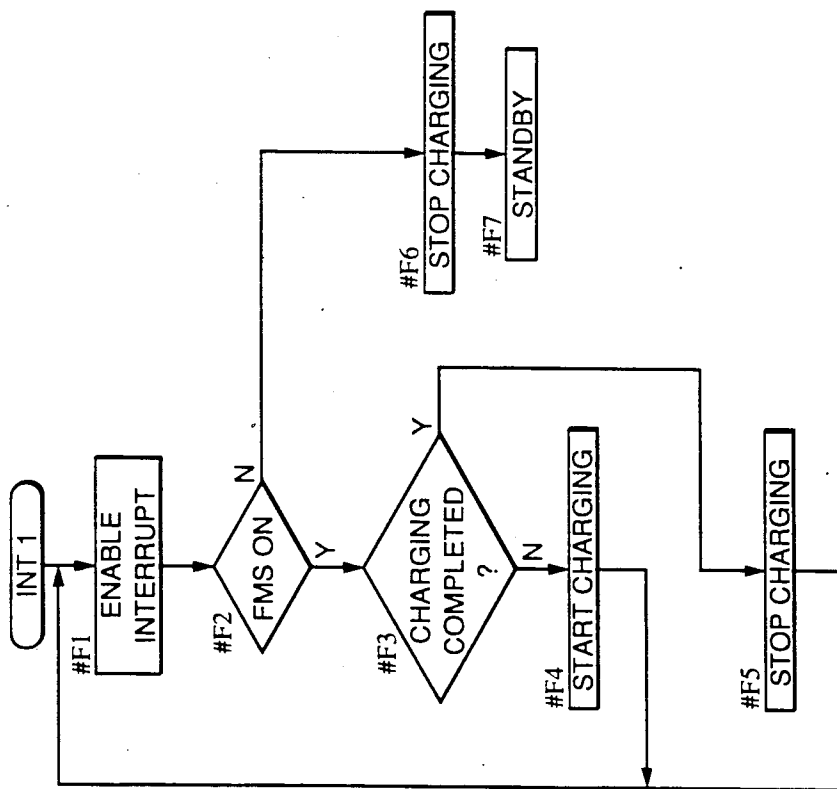 INT 1
#F1
ENABLE
INTERRUPT
#F2
FMS ON
N
Y
#F3
CHARGING
COMPLETED
?
Y
N
#F4
START CHARGING
#F5
STOP CHARGING
#F6
STOP CHARGING
#F7
STANDBY